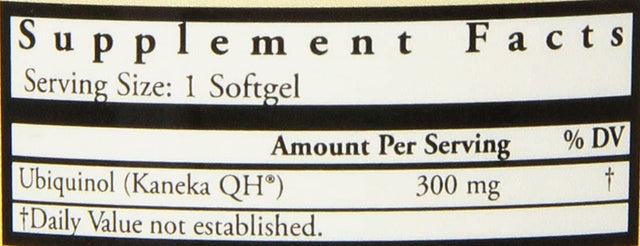 Supplement Facts
Serving Size: 1 Softgel
Amount Per Serving % DV
Ubiquinol (Kaneka QH®) 300 mg †
†Daily Value not established.